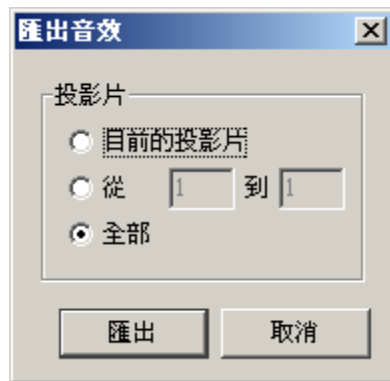 匯出音效
投影片
目前的投影片
從 1 到 1
全部
匯出 取消